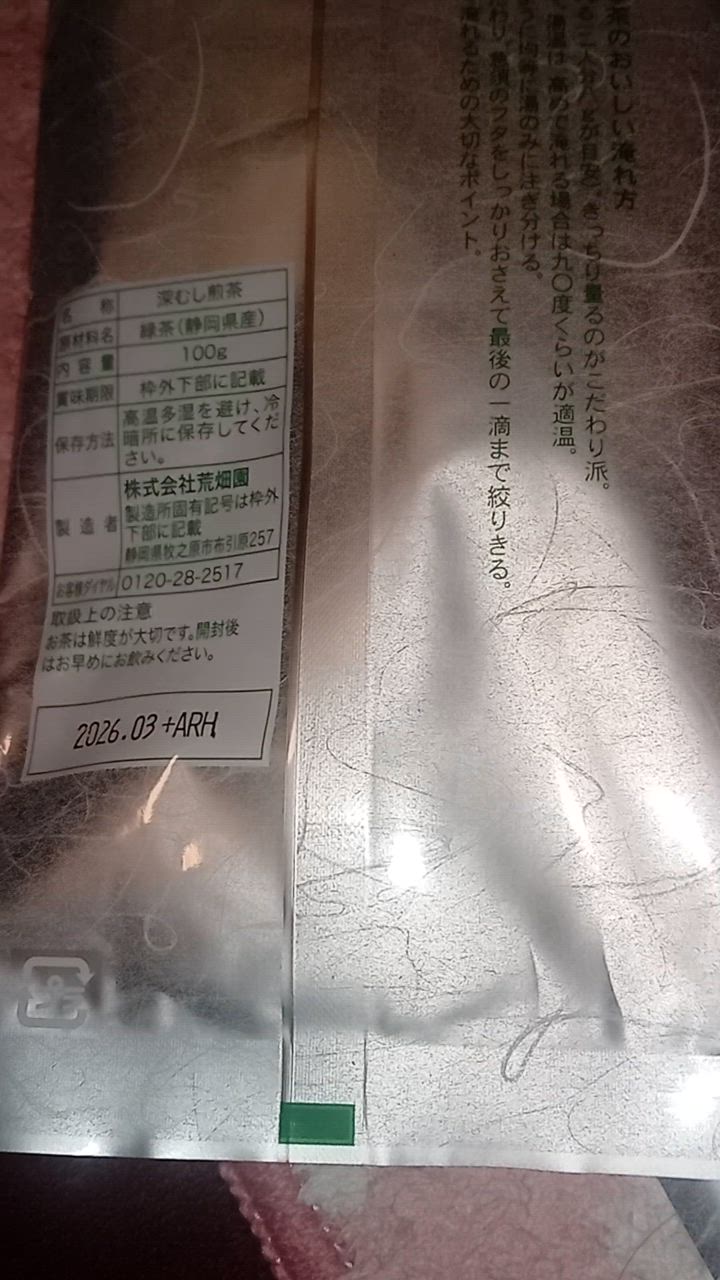 茶のおいしい淹れ方
が目安)。きっちり量るのがこだわり派。
湯温は、高めで淹れる場合は九〇度くらいが適温。
均等に湯のみに注ぎ分ける。
急須のフタをしっかりおさえて最後の一滴まで絞りきる。
淹れるための大切なポイント。
名称 深むし煎茶
原材料名 緑茶(静岡県産)
内容量 100g
賞味期限 枠外下部に記載
保存方法 高温多湿を避け、冷
暗所に保存してくだ
さい。
製造者 株式会社荒畑園
製造所固有記号は枠外
下部に記載
静岡県牧之原市布引原257
お客様ダイヤル 0120-28-2517
取扱上の注意
お茶は鮮度が大切です。開封後
はお早めにお飲みください。
2026.03+ARH